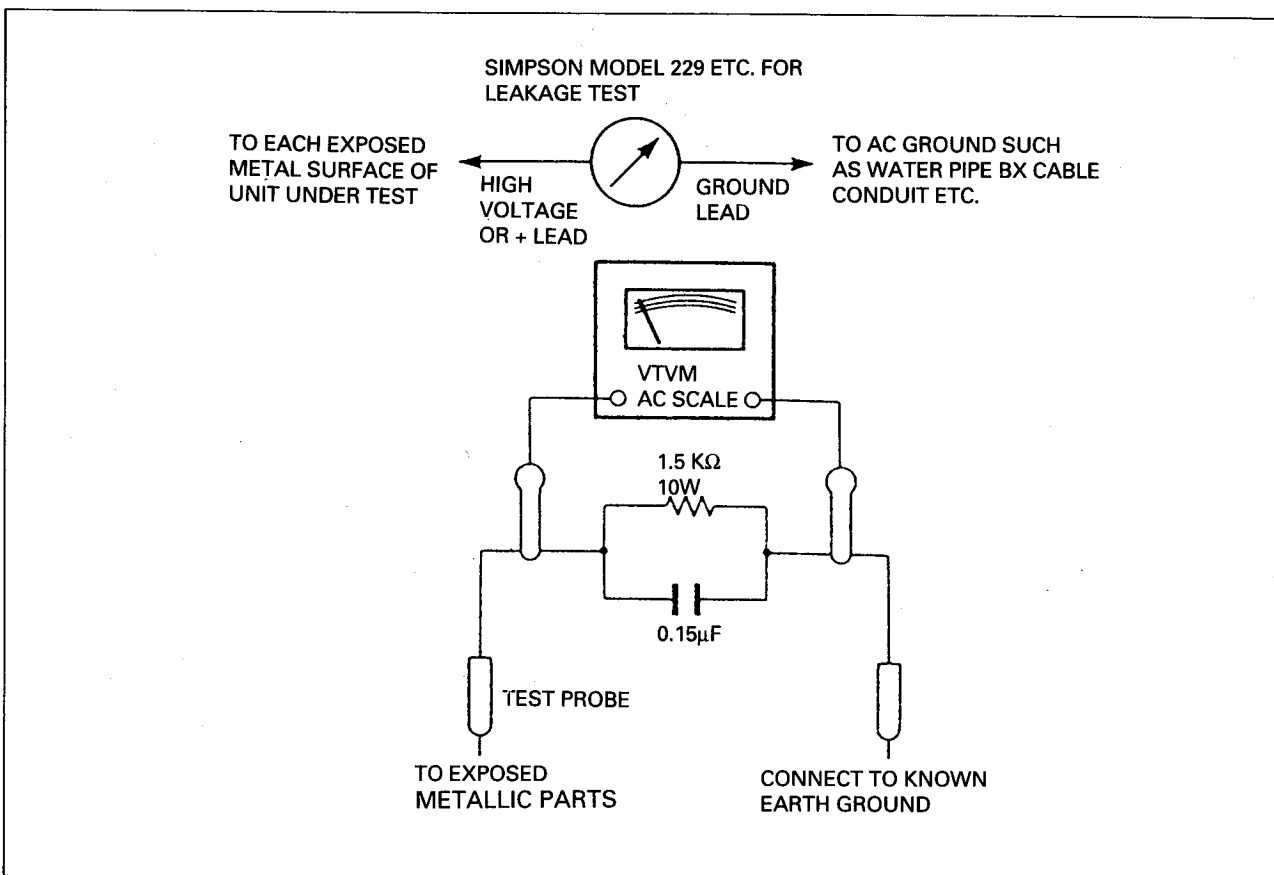 SIMPSON MODEL 229 ETC. FOR
LEAKAGE TEST
TO EACH EXPOSED
METAL SURFACE OF
UNIT UNDER TEST
HIGH
VOLTAGE
OR + LEAD
GROUND
LEAD
TO AC GROUND SUCH
AS WATER PIPE BX CABLE
CONDUIT ETC.
VTVM
AC SCALE
1.5 KΩ
10W
0.15µF
TEST PROBE
TO EXPOSED
METALLIC PARTS
CONNECT TO KNOWN
EARTH GROUND